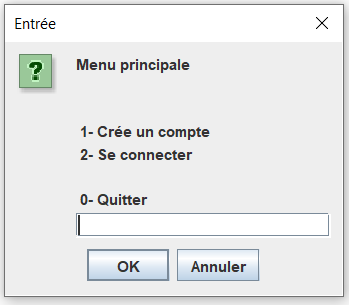 Entrée
Menu principale
1- Crée un compte
2- Se connecter
0- Quitter
OK
Annuler